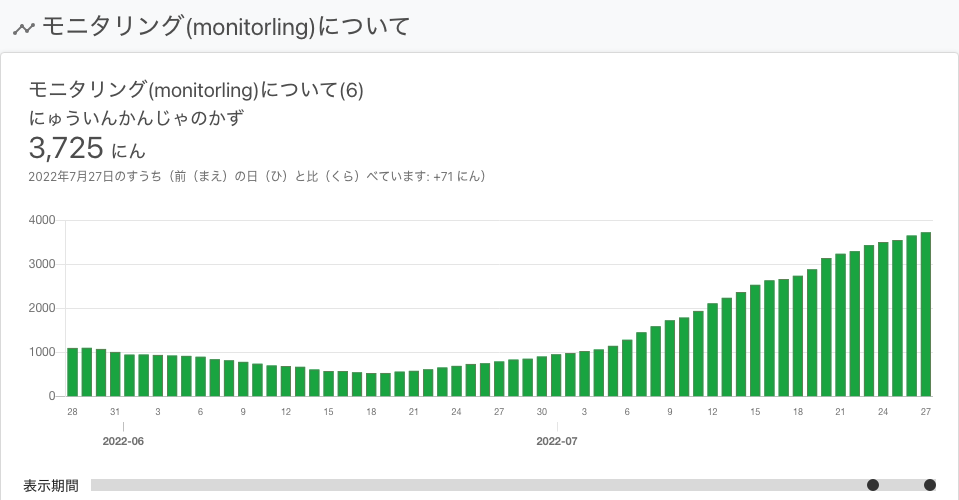 モニタリング(monitorling)について
モニタリング(monitorling)について(6)
にゅういんかんじゃのかず
3,725 にん
2022年7月27日のすうち（前（まえ）の日（ひ）と比（くら）べています: +71 にん）
4000
3000
2000
1000
0
28 31 3 6 9 12 15 18 21 24 27 30 3 6 9 12 15 18 21 24 27
2022-06 2022-07
表示期間